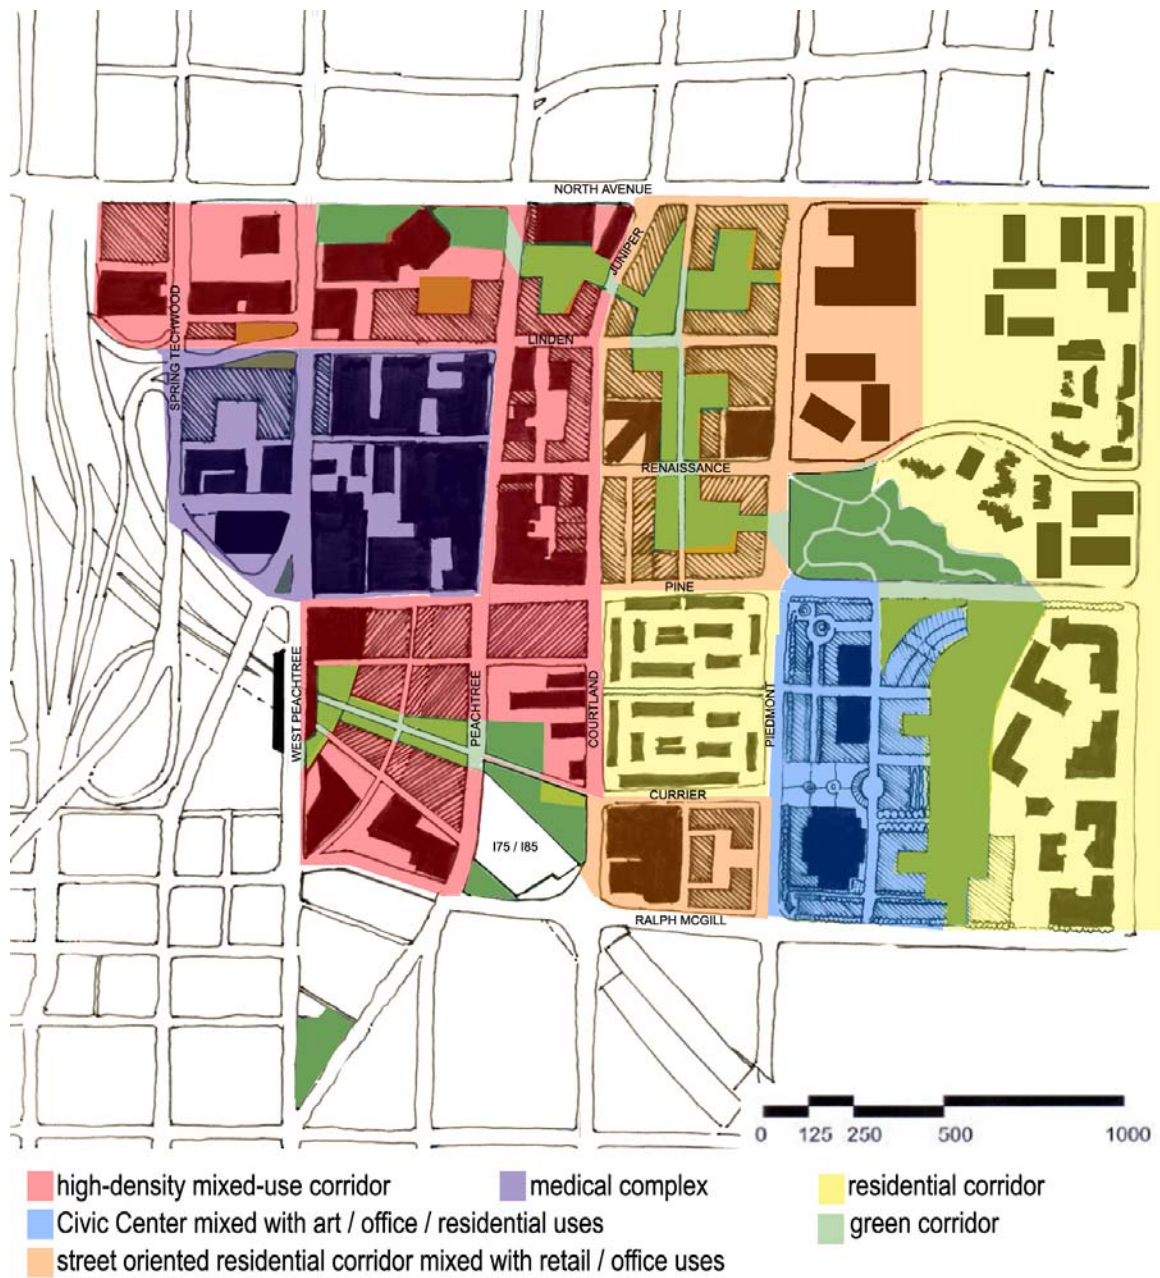 NORTH AVENUE
JUNIPER
SPRING TECHWOOD
LINDEN
RENAISSANCE
PINE
WEST PEACHTREE
PEACHTREE
COURTLAND
PIEDMONT
CURRIER
I75 / I85
RALPH MCGILL
0 125 250 500 1000
high-density mixed-use corridor
medical complex
residential corridor
Civic Center mixed with art / office / residential uses
green corridor
street oriented residential corridor mixed with retail / office uses